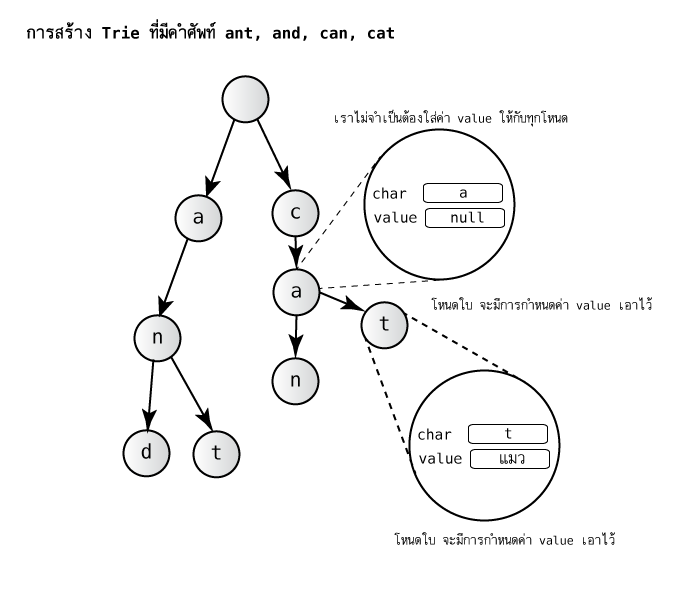 การสร้าง Trie ที่มีคำศัพท์ ant, and, can, cat
เราไม่จำเป็นต้องใส่ค่า value ให้กับทุกโหนด
char a
value null
a
c
a
โหนดใบ จะมีการกำหนดค่า value เอาไว้
t
n
n
d
t
char t
value แมว
โหนดใบ จะมีการกำหนดค่า value เอาไว้